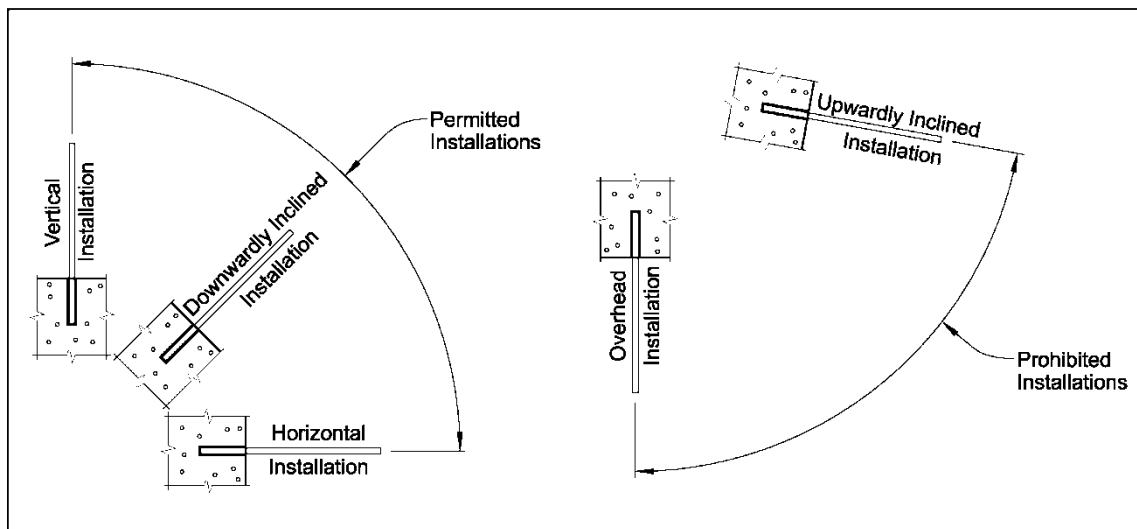 Permitted
Installations
Vertical
Installation
Downwardly Inclined
Installation
Horizontal
Installation
Upwardly Inclined
Installation
Overhead
Installation
Prohibited
Installations